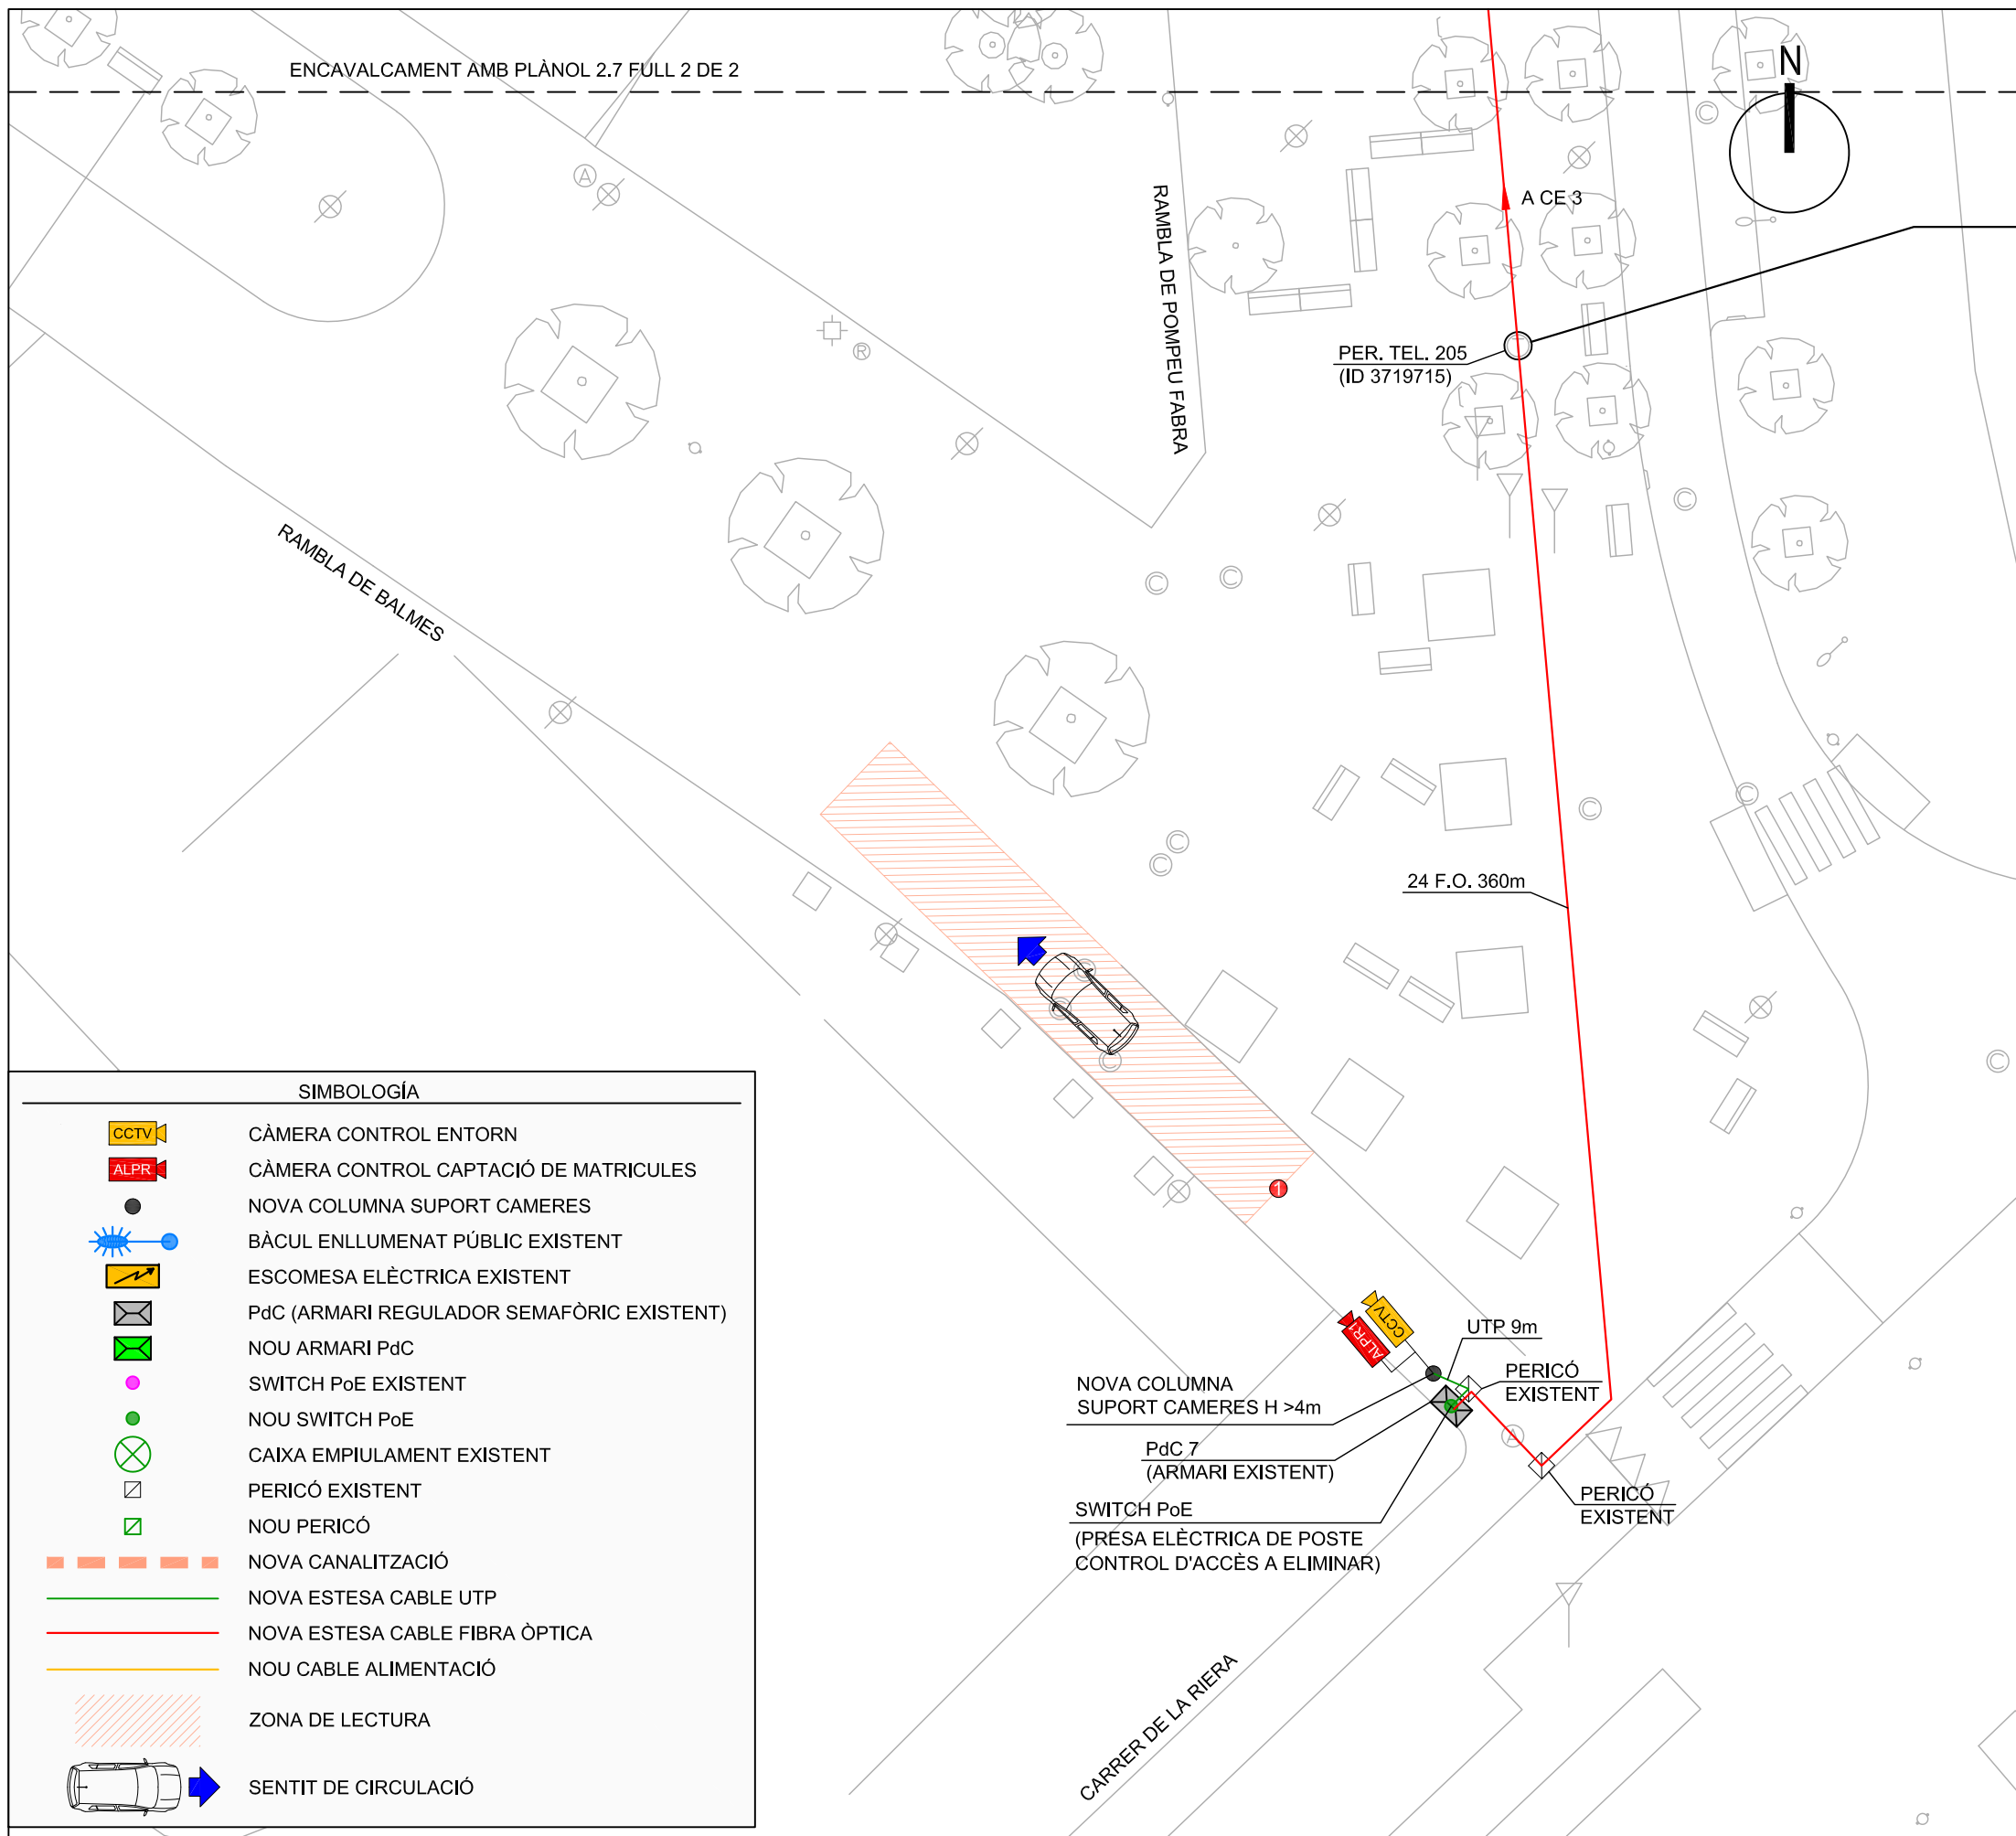 ENCAVALCAMENT AMB PLÀNOL 2.7 FULL 2 DE 2
N
A
A CE 3
RAMBLA DE POMPEU FABRA
R
PER. TEL. 205
(ID 3719715)
RAMBLA DE BALMES
C
C
C
C
C
C
C
C
24 F.O. 360m
C
C
C
C
C
1
CCTV
ALPR1
UTP 9m
PERICÓ
EXISTENT
NOVA COLUMNA
SUPORT CAMERES H >4m
A
PdC 7
(ARMARI EXISTENT)
PERICÓ
EXISTENT
SWITCH PoE
(PRESA ELÈCTRICA DE POSTE
CONTROL D'ACCÈS A ELIMINAR)
CARRER DE LA RIERA
SIMBOLOGÍA
CCTV CÀMERA CONTROL ENTORN
ALPR CÀMERA CONTROL CAPTACIÓ DE MATRICULES
NOVA COLUMNA SUPORT CAMERES
BÀCUL ENLLUMENAT PÚBLIC EXISTENT
ESCOMESA ELÈCTRICA EXISTENT
PdC (ARMARI REGULADOR SEMAFÒRIC EXISTENT)
NOU ARMARI PdC
SWITCH PoE EXISTENT
NOU SWITCH PoE
CAIXA EMPIULAMENT EXISTENT
PERICÓ EXISTENT
NOU PERICÓ
NOVA CANALITZACIÓ
NOVA ESTESA CABLE UTP
NOVA ESTESA CABLE FIBRA ÒPTICA
NOU CABLE ALIMENTACIÓ
ZONA DE LECTURA
SENTIT DE CIRCULACIÓ